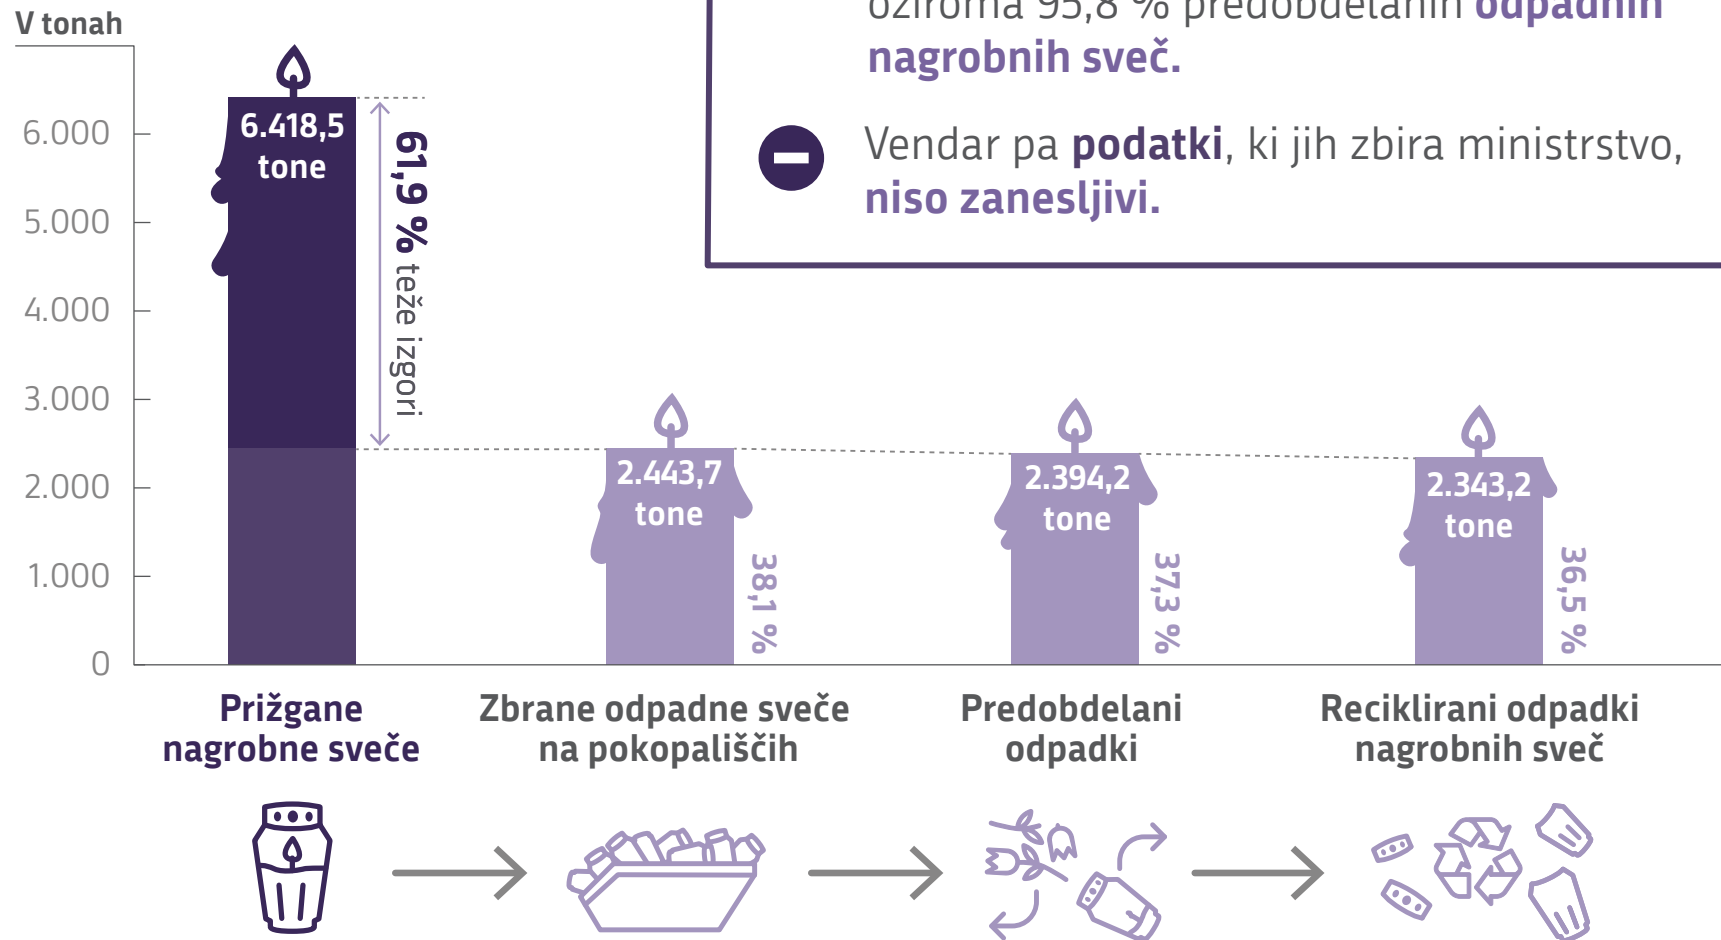 V tonah
oziroma 95,8 % predobdelanih odpadnih
nagrobnih sveč.
Vendar pa podatki, ki jih zbira ministrstvo,
niso zanesljivi.
6.000
5.000
4.000
3.000
2.000
1.000
0
6.418,5
tone
61,9 % teže izgori
2.443,7
tone
38,1 %
2.394,2
tone
37,3 %
2.343,2
tone
36,5 %
Prižgane
nagrobne sveče
Zbrane odpadne sveče
na pokopališčih
Predobdelani
odpadki
Reciklirani odpadki
nagrobnih sveč